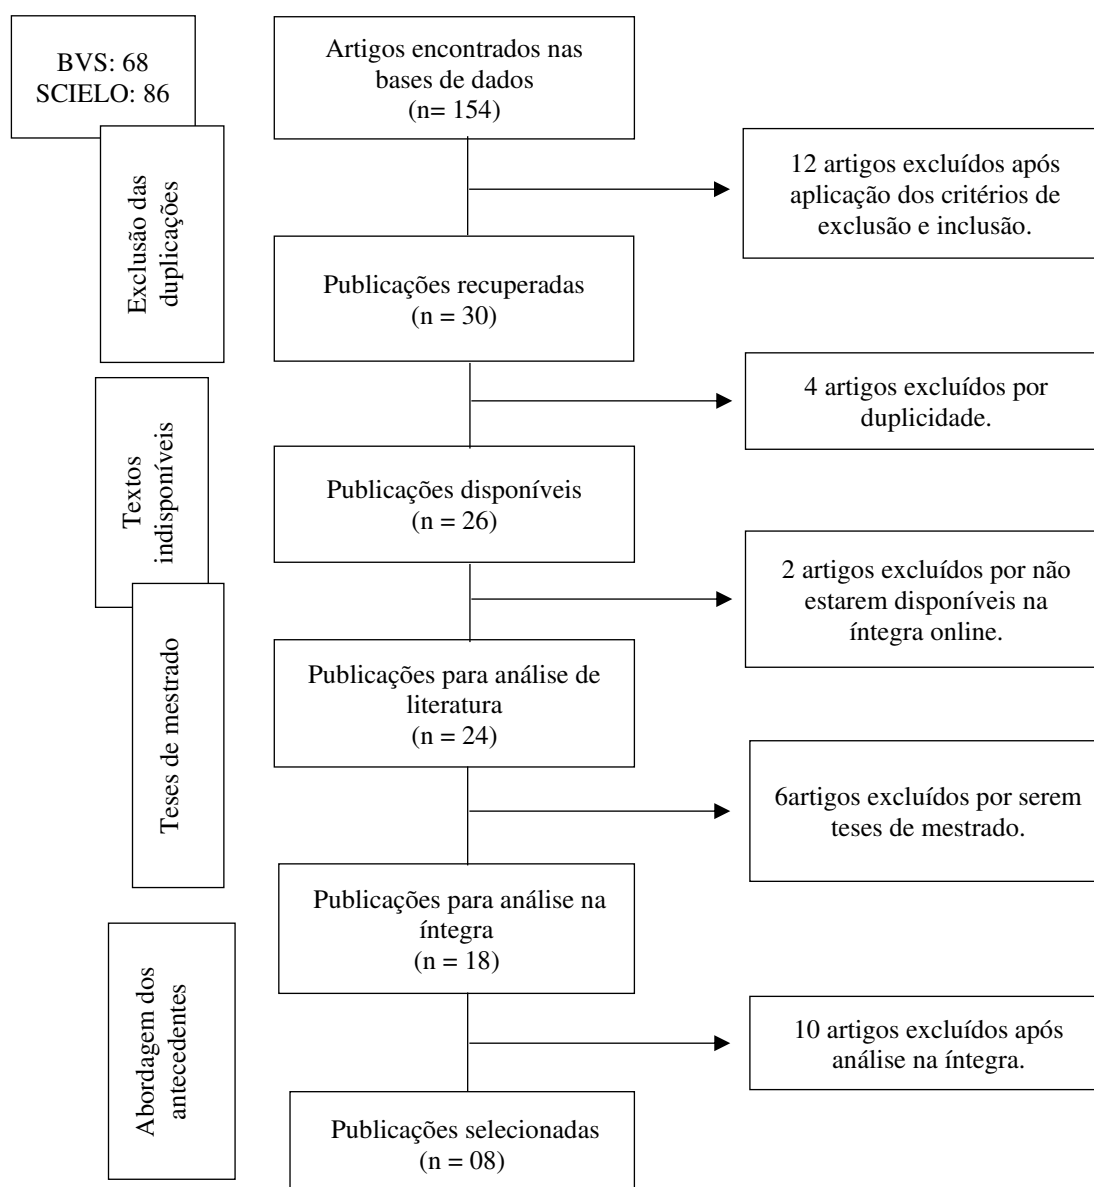 BVS: 68
SCIELO: 86
Artigos encontrados nas
bases de dados
(n= 154)
Exclusão das
duplicações
12 artigos excluídos após
aplicação dos critérios de
exclusão e inclusão.
Publicações recuperadas
(n = 30)
4 artigos excluídos por
duplicidade.
Textos
indisponíveis
Publicações disponíveis
(n = 26)
2 artigos excluídos por não
estarem disponíveis na
íntegra online.
Teses de mestrado
Publicações para análise de
literatura
(n = 24)
6artigos excluídos por serem
teses de mestrado.
Publicações para análise na
íntegra
(n = 18)
Abordagem dos
antecedentes
10 artigos excluídos após
análise na íntegra.
Publicações selecionadas
(n = 08)